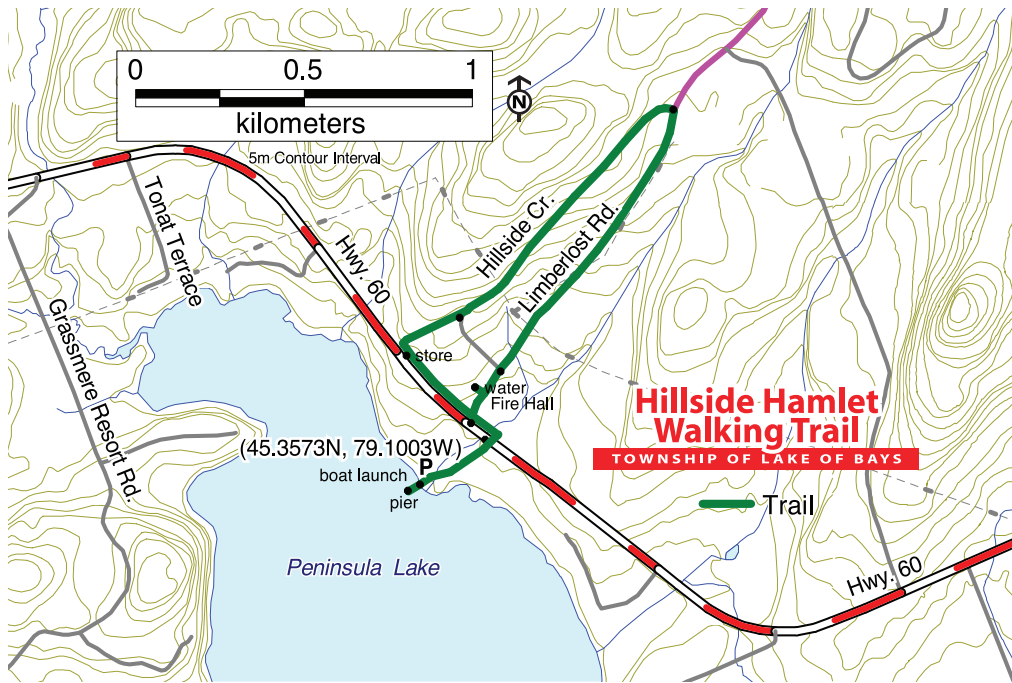 0 0.5 1
kilometers
N
5m Contour Interval
Tonat Terrace
Hwy. 60
Hillside Cr.
Limberlost Rd.
Grassmere Resort Rd.
store
water
Fire Hall
Hillside Hamlet
Walking Trail
TOWNSHIP OF LAKE OF BAYS
(45.3573N, 79.1003W)
P
boat launch
pier
Trail
Peninsula Lake
Hwy. 60